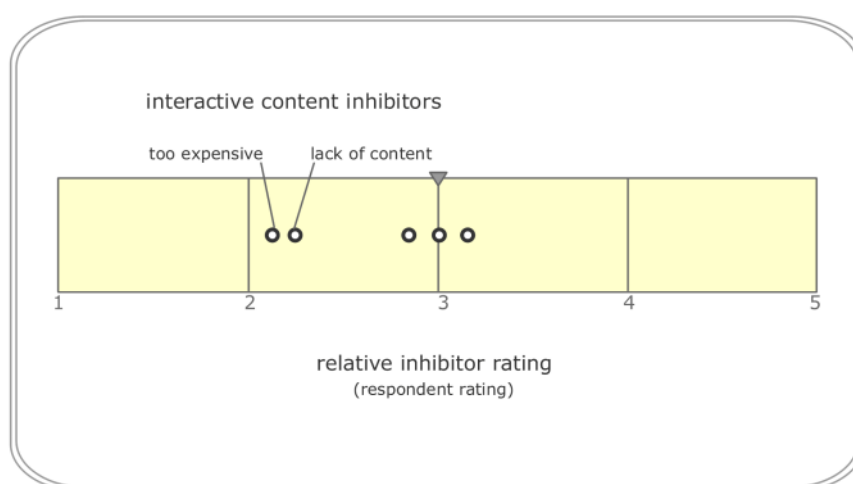 interactive content inhibitors
too expensive lack of content
1 2 3 4 5
relative inhibitor rating
(respondent rating)